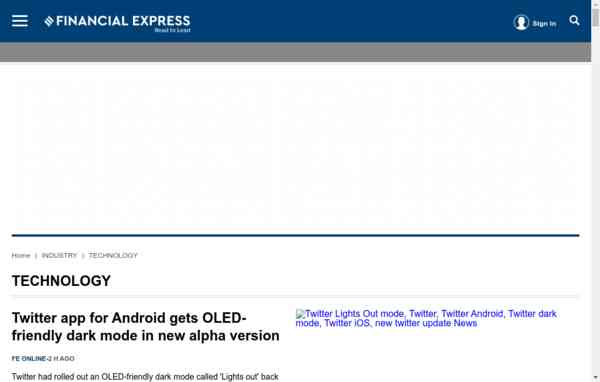 FINANCIAL EXPRESS
Read to Lead
Sign In
Home | INDUSTRY | TECHNOLOGY
TECHNOLOGY
Twitter app for Android gets OLED-
friendly dark mode in new alpha version
FE ONLINE-2 H AGO
Twitter had rolled out an OLED-friendly dark mode called 'Lights out' back
Twitter Lights Out mode, Twitter, Twitter Android, Twitter dark
mode, Twitter iOS, new twitter update News